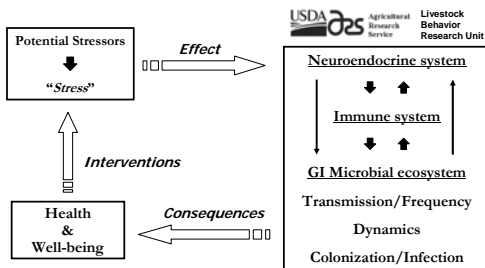 USDA ars Agricultural Research Service
Livestock Behavior Research Unit
Potential Stressors
“Stress”
Effect
Neuroendocrine system
Immune system
GI Microbial ecosystem
Transmission/Frequency
Dynamics
Colonization/Infection
Interventions
Consequences
Health
&
Well-being